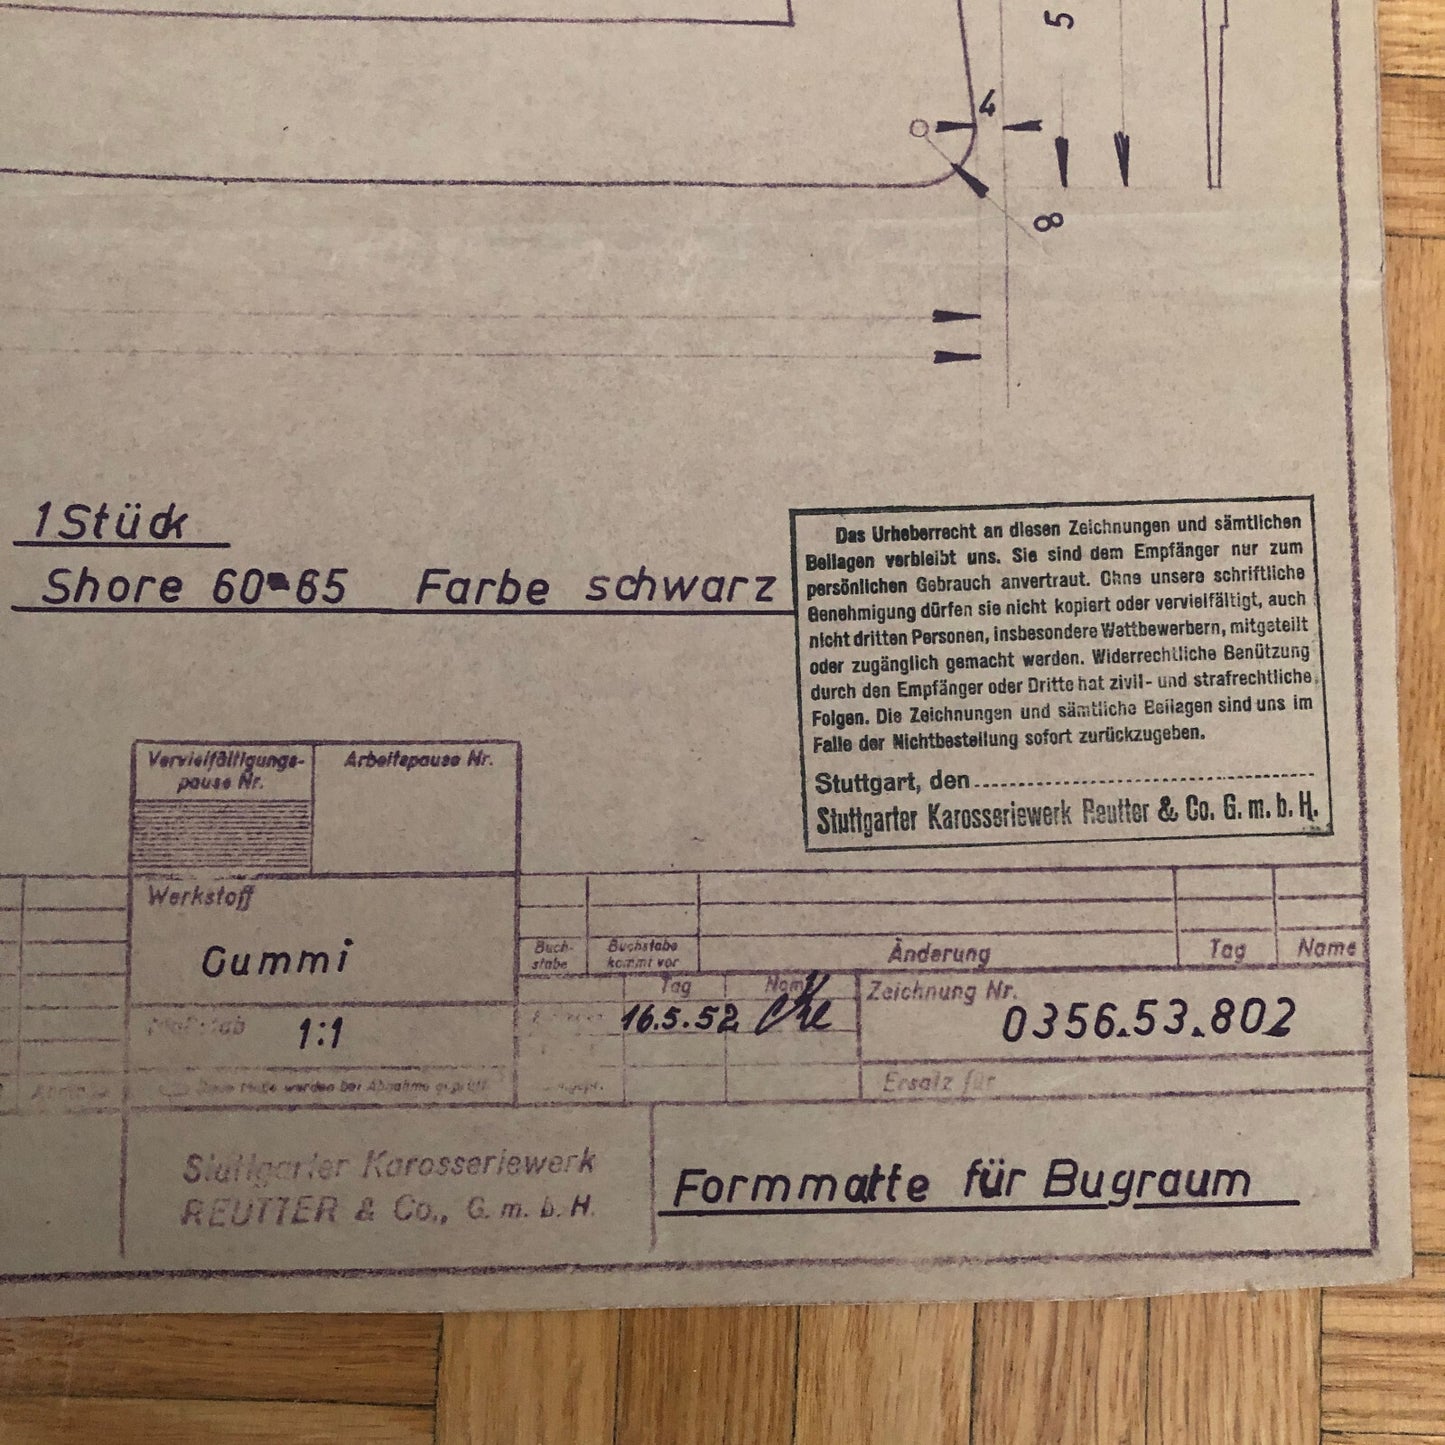 5
4
8
1 Stück
Shore 60-65 Farbe schwarz
Das Urheberrecht an diesen Zeichnungen und sämtlichen
Beilagen verbleibt uns. Sie sind dem Empfänger nur zum
persönlichen Gebrauch anvertraut. Ohne unsere schriftliche
Genehmigung dürfen sie nicht kopiert oder vervielfältigt, auch
nicht dritten Personen, insbesondere Wettbewerbern, mitgeteilt
oder zugänglich gemacht werden. Widerrechtliche Benützung
durch den Empfänger oder Dritte hat zivil- und strafrechtliche
Folgen. Die Zeichnungen und sämtliche Beilagen sind uns im
Falle der Nichtbestellung sofort zurückzugeben.
Stuttgart, den
Stuttgarter Karosseriewerk Reutter & Co. G. m. b. H.
Vervielfältigungs-
pause Nr.
Arbeitspause Nr.
Werkstoff
Gummi
Maßstab 1:1
werden bei Abnahme geprüft
Buch-
stabe
Buchstabe
kommt vor
Änderung
Tag
Name
Tag
Name
16.5.52
Zeichnung Nr.
0356.53.802
Ersatz für
Stuttgarter Karosseriewerk
REUTTER & Co., G. m. b. H.
Formmatte für Bugraum